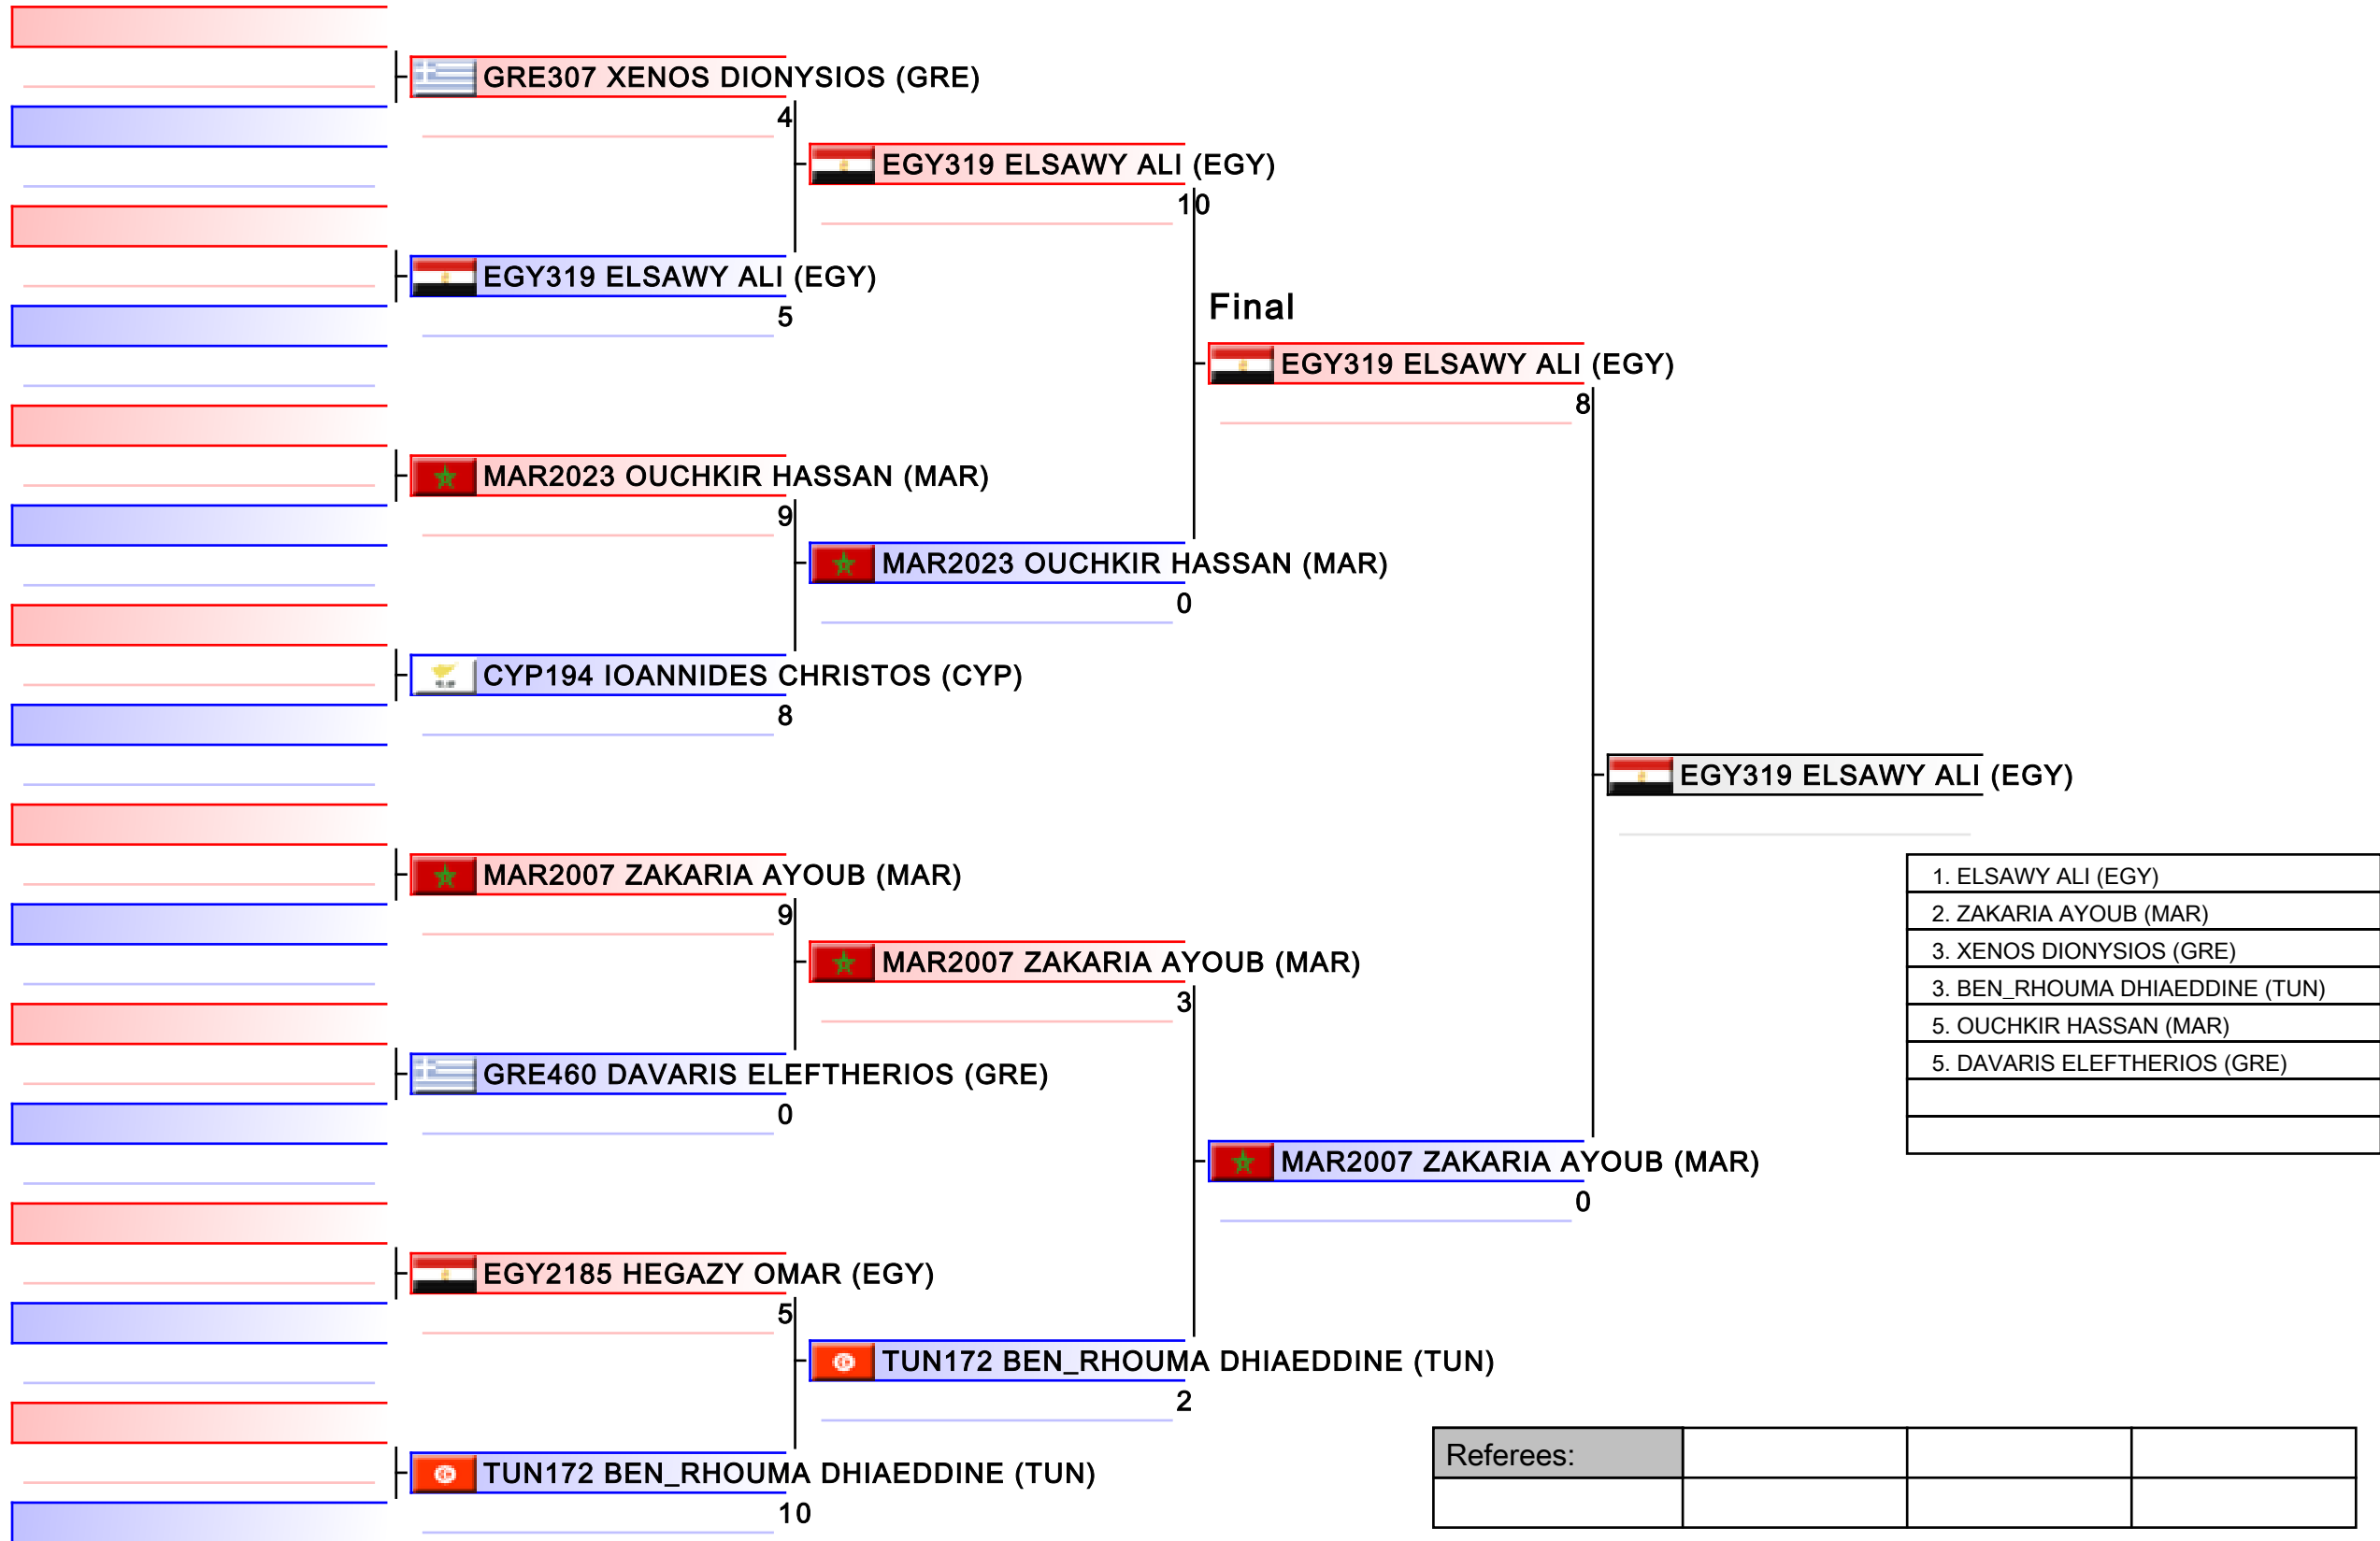 GRE307 XENOS DIONYSIOS (GRE)
4
EGY319 ELSAWY ALI (EGY)
10
EGY319 ELSAWY ALI (EGY)
5
Final
EGY319 ELSAWY ALI (EGY)
8
MAR2023 OUCHKIR HASSAN (MAR)
9
MAR2023 OUCHKIR HASSAN (MAR)
0
CYP194 IOANNIDES CHRISTOS (CYP)
8
EGY319 ELSAWY ALI (EGY)
MAR2007 ZAKARIA AYOUB (MAR)
9
MAR2007 ZAKARIA AYOUB (MAR)
3
GRE460 DAVARIS ELEFTHERIOS (GRE)
0
MAR2007 ZAKARIA AYOUB (MAR)
0
EGY2185 HEGAZY OMAR (EGY)
5
TUN172 BEN_RHOUMA DHIAEDDINE (TUN)
2
TUN172 BEN_RHOUMA DHIAEDDINE (TUN)
10
1. ELSAWY ALI (EGY)
2. ZAKARIA AYOUB (MAR)
3. XENOS DIONYSIOS (GRE)
3. BEN_RHOUMA DHIAEDDINE (TUN)
5. OUCHKIR HASSAN (MAR)
5. DAVARIS ELEFTHERIOS (GRE)
Referees: